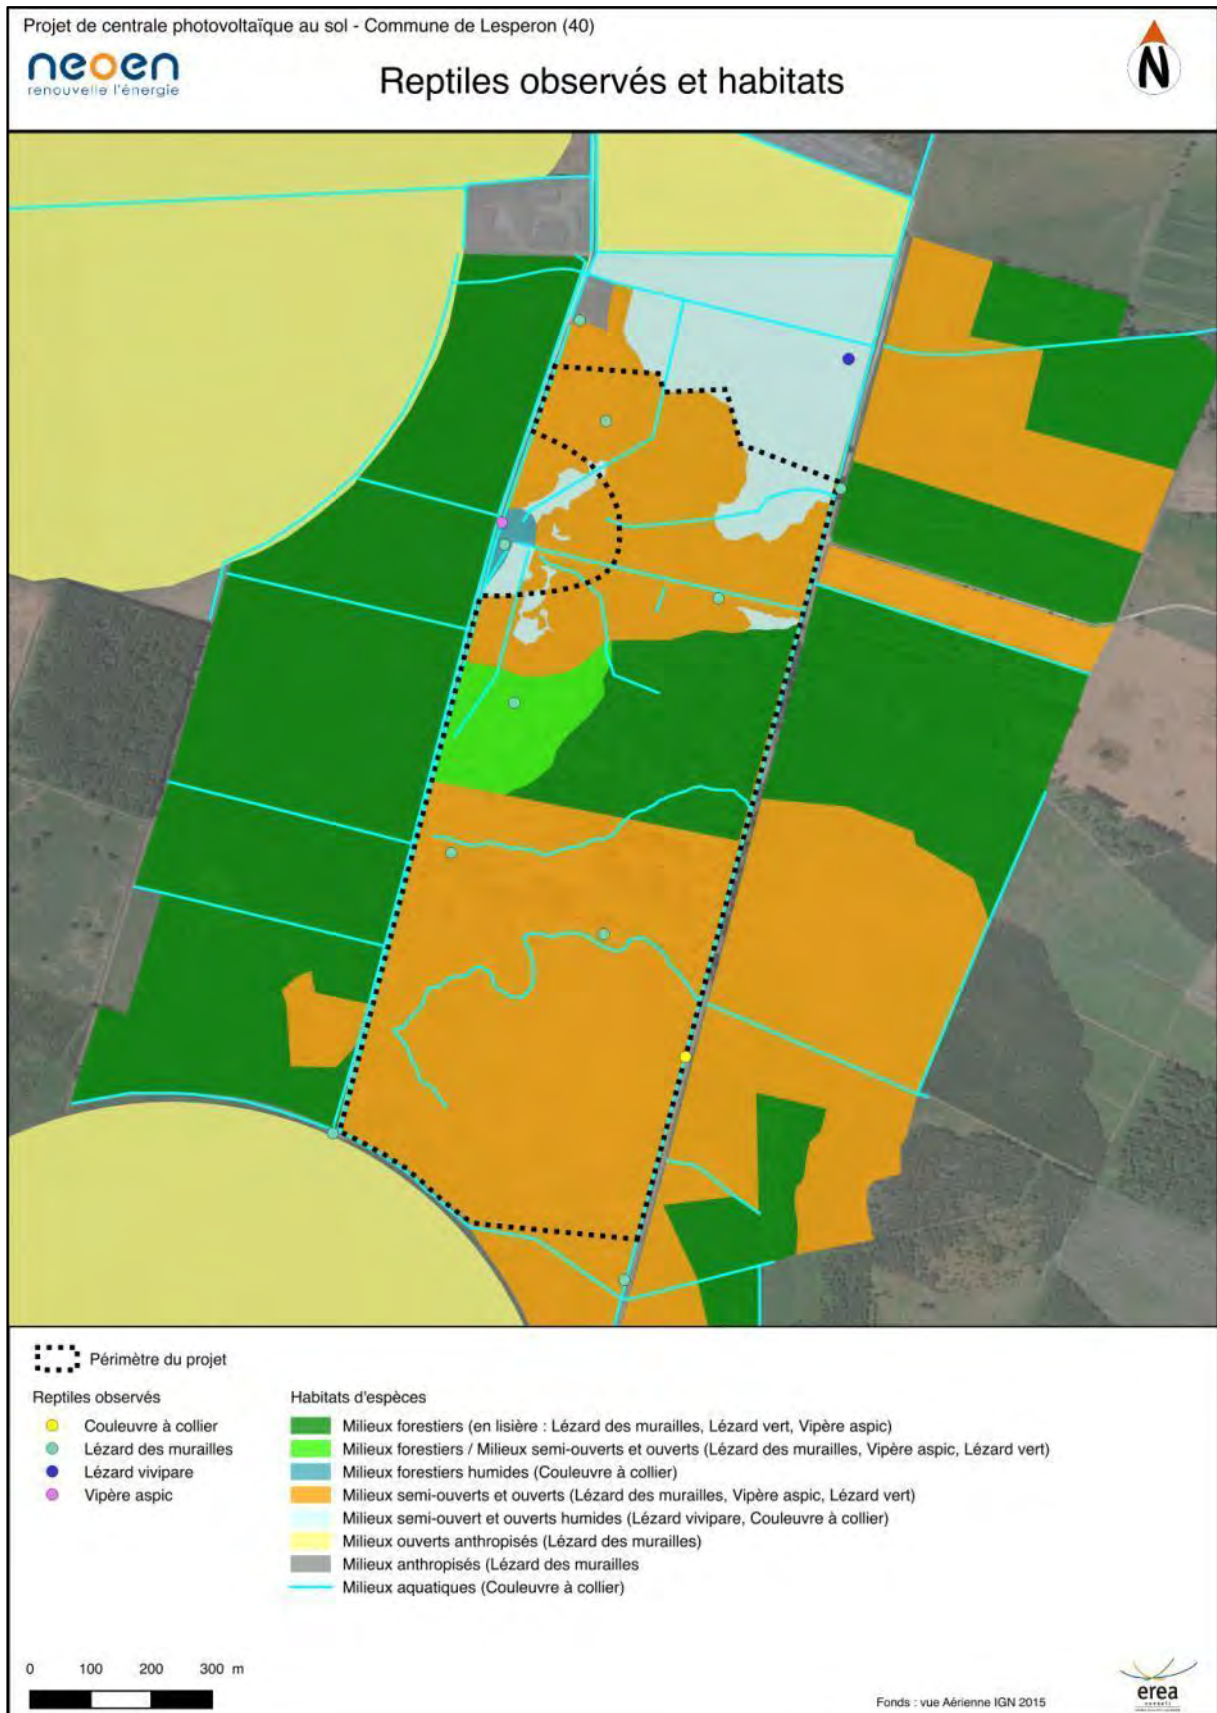 Projet de centrale photovoltaïque au sol - Commune de Lesperon (40)
neoen
renouvelle l'énergie
Reptiles observés et habitats
N
Périmètre du projet
Reptiles observés
Couleuvre à collier
Lézard des murailles
Lézard vivipare
Vipère aspic
Habitats d'espèces
Milieux forestiers (en lisière : Lézard des murailles, Lézard vert, Vipère aspic)
Milieux forestiers / Milieux semi-ouverts et ouverts (Lézard des murailles, Vipère aspic, Lézard vert)
Milieux forestiers humides (Couleuvre à collier)
Milieux semi-ouverts et ouverts (Lézard des murailles, Vipère aspic, Lézard vert)
Milieux semi-ouvert et ouverts humides (Lézard vivipare, Couleuvre à collier)
Milieux ouverts anthropisés (Lézard des murailles)
Milieux anthropisés (Lézard des murailles
Milieux aquatiques (Couleuvre à collier)
0 100 200 300 m
Fonds : vue Aérienne IGN 2015
erea